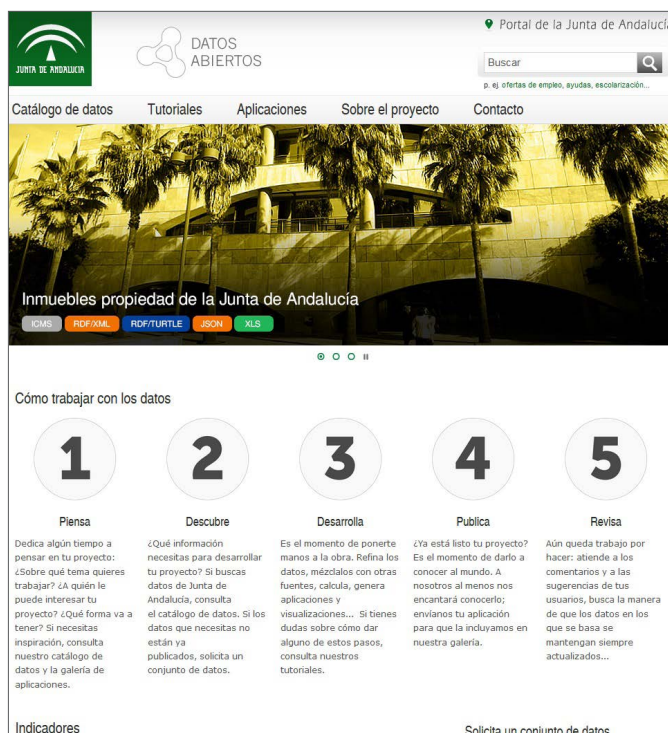 JUNTA DE ANDALUCIA
DATOS
ABIERTOS
Portal de la Junta de Andalucía
Buscar
p. ej. ofertas de empleo, ayudas, escolarización...
Catálogo de datos
Tutoriales
Aplicaciones
Sobre el proyecto
Contacto
Inmuebles propiedad de la Junta de Andalucía
ICMS
RDF/XML
RDF/TURTLE
JSON
XLS
Cómo trabajar con los datos
1
Piensa
Dedica algún tiempo a
pensar en tu proyecto:
¿Sobre qué tema quieres
trabajar? ¿A quién le
puede interesar tu
proyecto? ¿Qué forma va a
tener? Si necesitas
inspiración, consulta
nuestro catálogo de
datos y la galería de
aplicaciones.
2
Descubre
¿Qué información
necesitas para desarrollar
tu proyecto? Si buscas
datos de Junta de
Andalucía, consulta
el catálogo de datos. Si los
datos que necesitas no
están ya
publicados, solicita un
conjunto de datos.
3
Desarrolla
Es el momento de ponerte
manos a la obra. Refina los
datos, mézclalos con otras
fuentes, calcula, genera
aplicaciones y
visualizaciones... Si tienes
dudas sobre cómo dar
alguno de estos pasos,
consulta nuestros
tutoriales.
4
Publica
¿Ya está listo tu proyecto?
Es el momento de darlo a
conocer al mundo. A
nosotros al menos nos
encantará conocerlo;
envíanos tu aplicación
para que la incluyamos en
nuestra galería.
5
Revisa
Aún queda trabajo por
hacer: atiende a los
comentarios y a las
sugerencias de tus
usuarios, busca la manera
de que los datos en los
que se basa se
mantengan siempre
actualizados...
Indicadores
Solicita un conjunto de datos